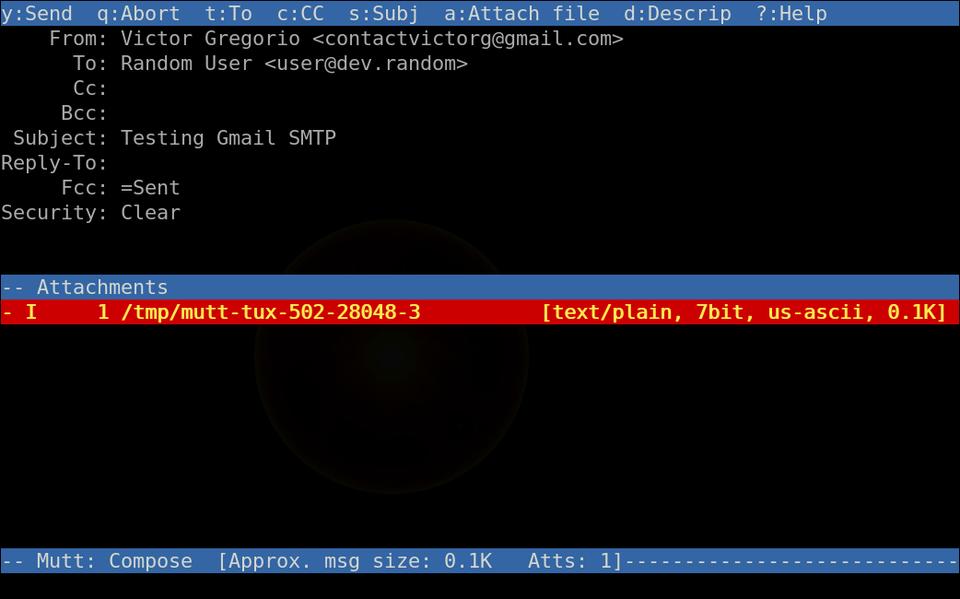 y:Send  q:Abort  t:To  c:CC  s:Subj  a:Attach file  d:Descrip  ?:Help
    From: Victor Gregorio <contactvictorg@gmail.com>
      To: Random User <user@dev.random>
      Cc:
     Bcc:
 Subject: Testing Gmail SMTP
Reply-To:
     Fcc: =Sent
Security: Clear
-- Attachments
- I     1 /tmp/mutt-tux-502-28048-3          [text/plain, 7bit, us-ascii, 0.1K]
-- Mutt: Compose  [Approx. msg size: 0.1K   Atts: 1]----------------------------